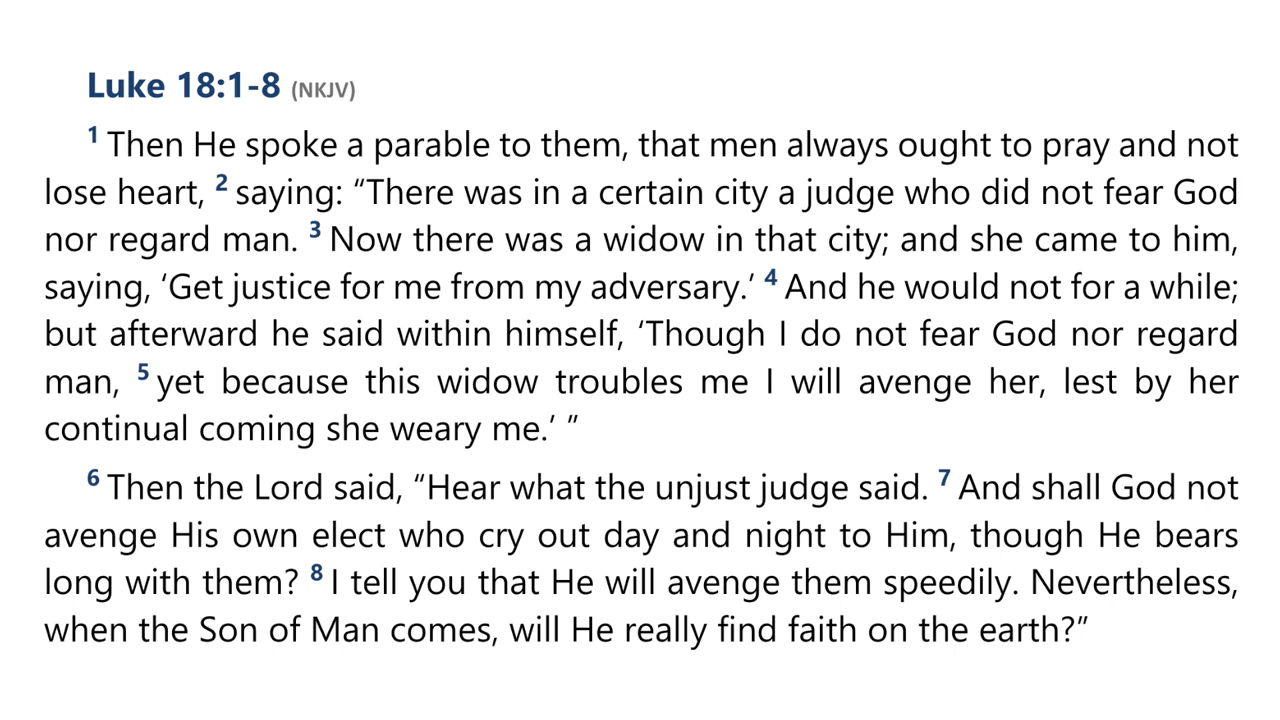 Luke 18:1-8 (NKJV)
1 Then He spoke a parable to them, that men always ought to pray and not
lose heart, 2 saying: “There was in a certain city a judge who did not fear God
nor regard man. 3 Now there was a widow in that city; and she came to him,
saying, ‘Get justice for me from my adversary.’ 4 And he would not for a while;
but afterward he said within himself, ‘Though I do not fear God nor regard
man, 5 yet because this widow troubles me I will avenge her, lest by her
continual coming she weary me.’ ”
6 Then the Lord said, “Hear what the unjust judge said. 7 And shall God not
avenge His own elect who cry out day and night to Him, though He bears
long with them? 8 I tell you that He will avenge them speedily. Nevertheless,
when the Son of Man comes, will He really find faith on the earth?”